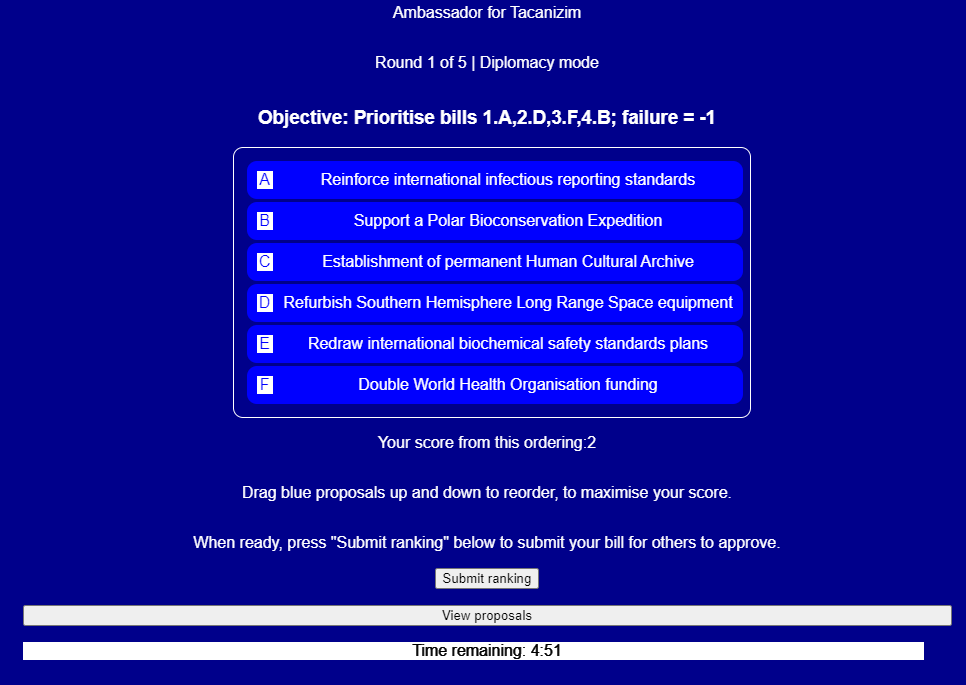 Ambassador for Tacanizim
Round 1 of 5 | Diplomacy mode
Objective: Prioritise bills 1.A,2.D,3.F,4.B; failure = -1
A Reinforce international infectious reporting standards
B Support a Polar Bioconservation Expedition
C Establishment of permanent Human Cultural Archive
D Refurbish Southern Hemisphere Long Range Space equipment
E Redraw international biochemical safety standards plans
F Double World Health Organisation funding
Your score from this ordering:2
Drag blue proposals up and down to reorder, to maximise your score.
When ready, press "Submit ranking" below to submit your bill for others to approve.
Submit ranking
View proposals
Time remaining: 4:51